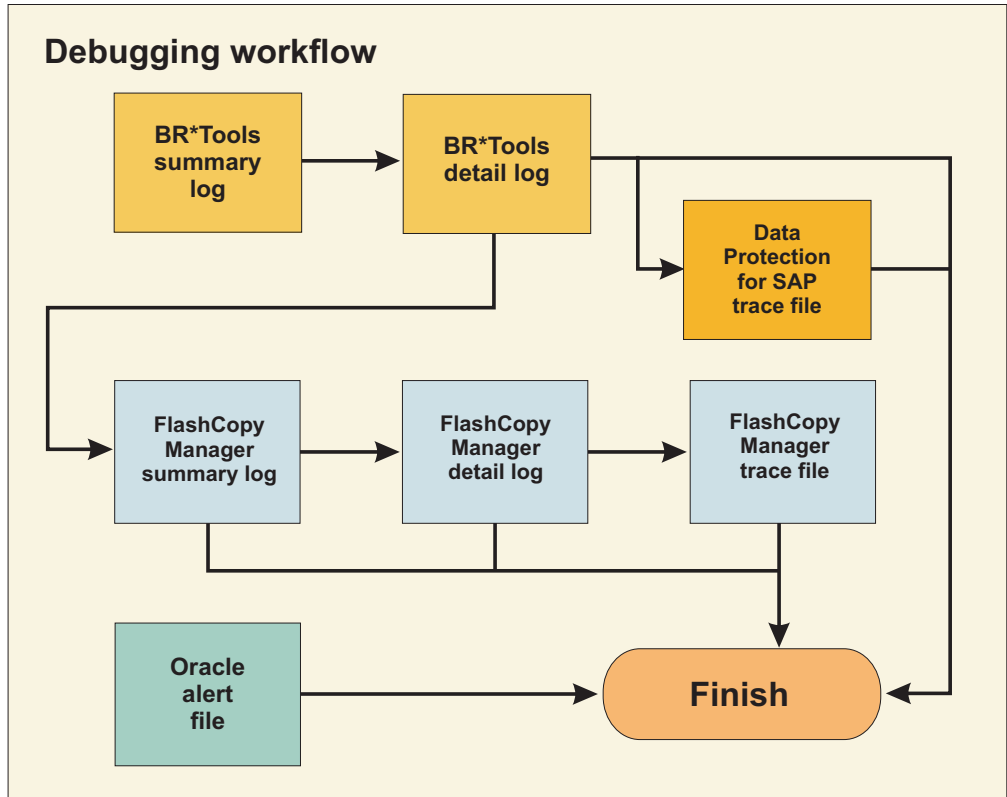 Debugging workflow
BR*Tools
summary
log
BR*Tools
detail log
Data
Protection
for SAP
trace file
FlashCopy
Manager
summary log
FlashCopy
Manager
detail log
FlashCopy
Manager
trace file
Oracle
alert
file
Finish